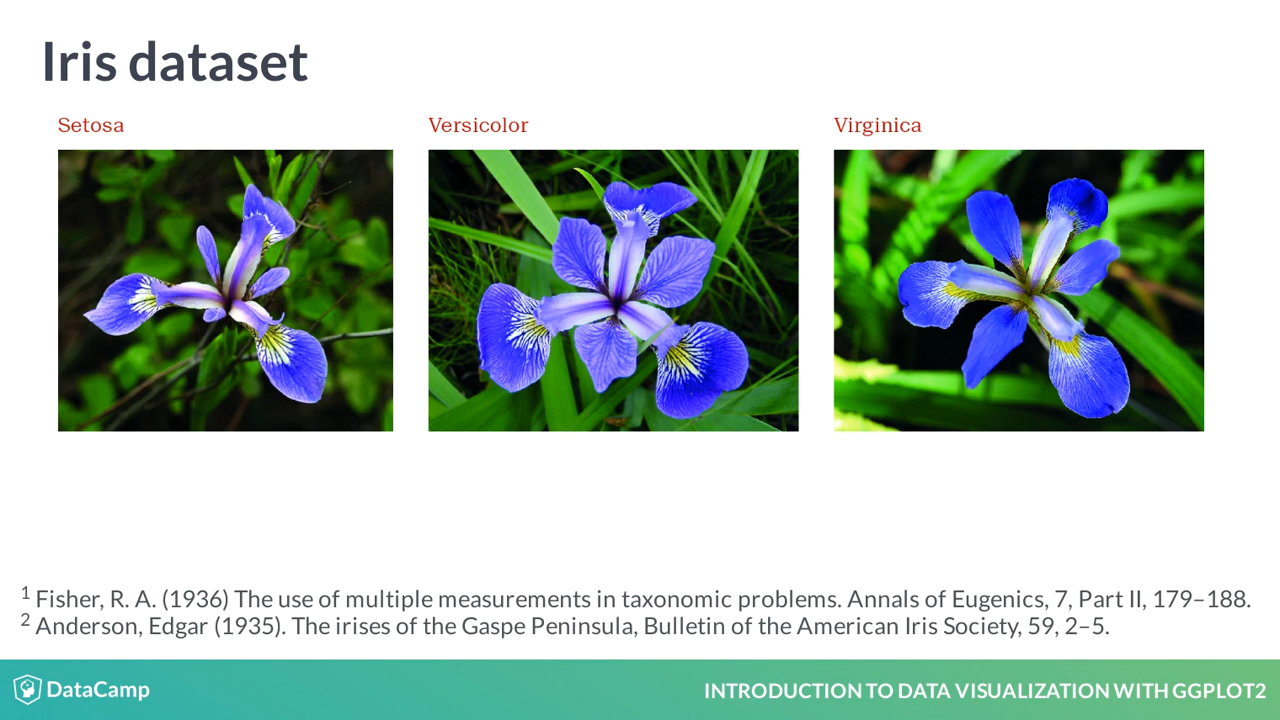 Iris dataset
Setosa
Versicolor
Virginica
1 Fisher, R. A. (1936) The use of multiple measurements in taxonomic problems. Annals of Eugenics, 7, Part II, 179–188.
2 Anderson, Edgar (1935). The irises of the Gaspe Peninsula, Bulletin of the American Iris Society, 59, 2–5.
DataCamp
INTRODUCTION TO DATA VISUALIZATION WITH GGPLOT2